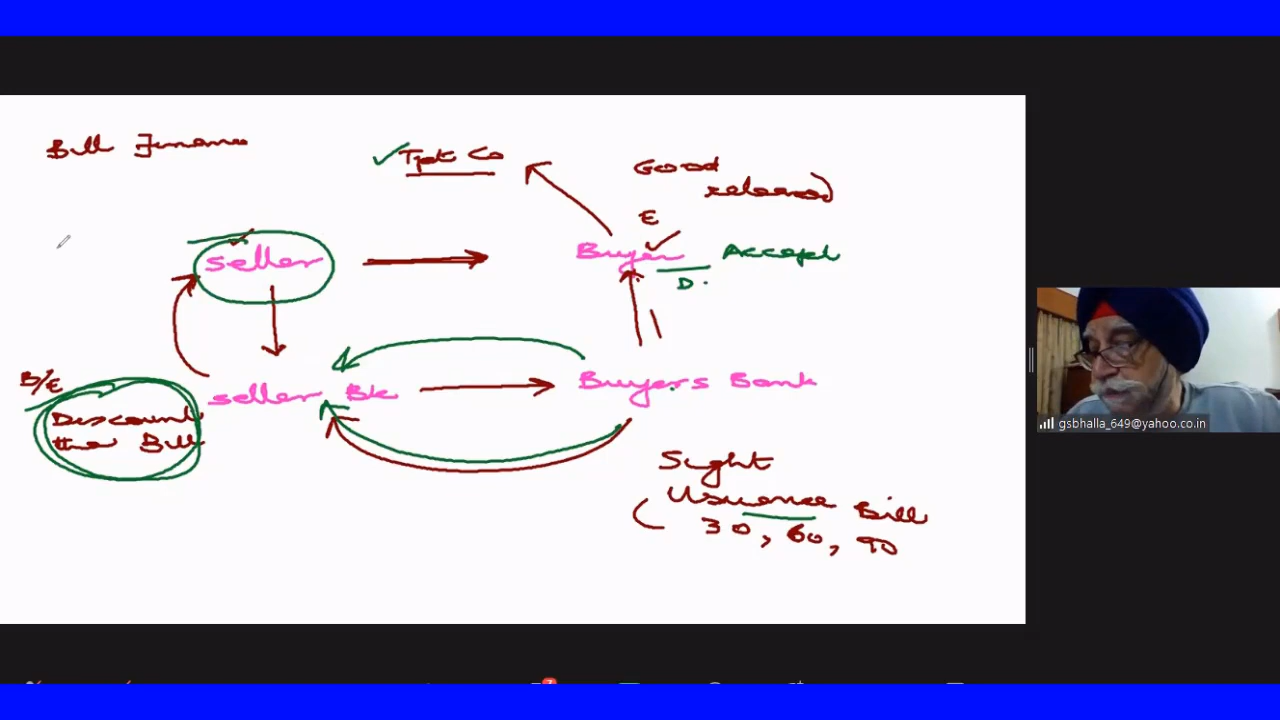 Bill Finance
✓ Tpt Co
Good
released
E
seller
Buyer
Accept
D.
B/E
Discount
the Bill
seller Bk
Buyers Bank
Sight
Usuance Bill
30, 60, 90
gsbhalla_649@yahoo.co.in